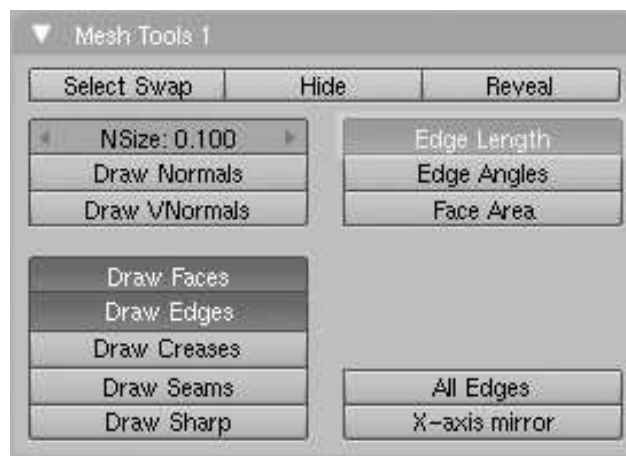 Mesh Tools 1
Select Swap Hide Reveal
NSize: 0.100 Edge Length
Draw Normals Edge Angles
Draw VNormals Face Area
Draw Faces
Draw Edges
Draw Creases
Draw Seams All Edges
Draw Sharp X-axis mirror